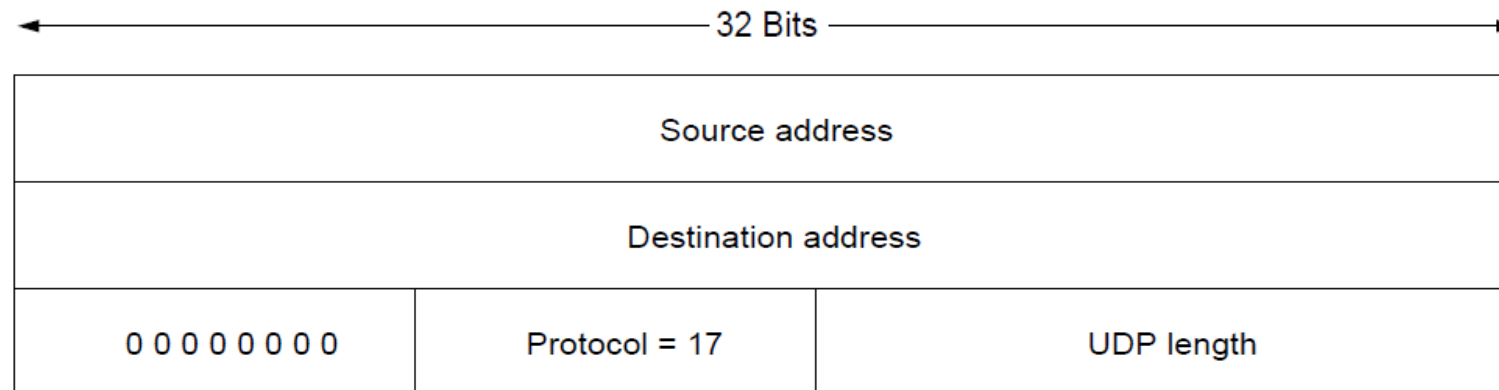 32 Bits
Source address
Destination address
0 0 0 0 0 0 0 0 Protocol = 17 UDP length